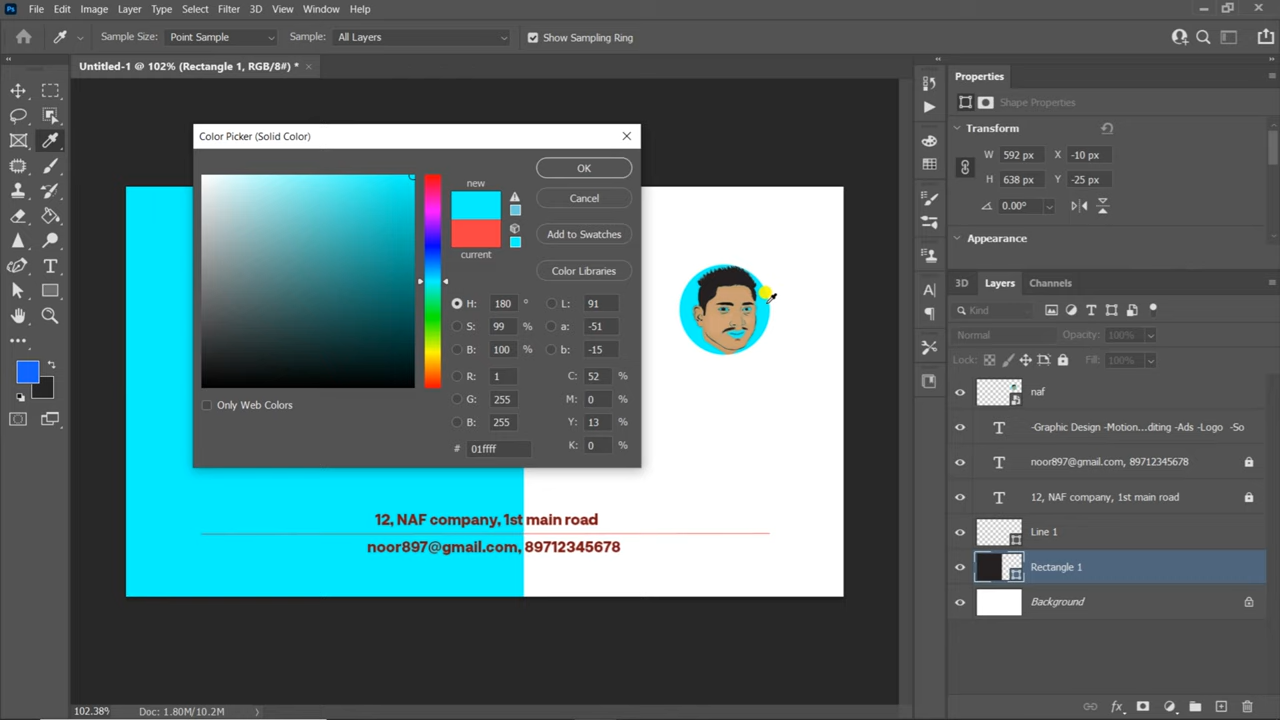 Ps File Edit Image Layer Type Select Filter 3D View Window Help
Sample Size: Point Sample Sample: All Layers Show Sampling Ring
Untitled-1 @ 102% (Rectangle 1, RGB/8#) * ×
Color Picker (Solid Color)
new
current
OK
Cancel
Add to Swatches
Color Libraries
H: 180 ° L: 91
S: 99 % a: -51
B: 100 % b: -15
R: 1 C: 52 %
G: 255 M: 0 %
B: 255 Y: 13 %
# 01ffff K: 0 %
Only Web Colors
12, NAF company, 1st main road
noor897@gmail.com, 89712345678
102.38% Doc: 1.80M/10.2M
Properties
Shape Properties
Transform
W 592 px X -10 px
H 638 px Y -25 px
0.00°
Appearance
3D Layers Channels
Kind
Normal Opacity: 100%
Lock: Fill: 100%
naf
-Graphic Design -Motion...diting -Ads -Logo -So
noor897@gmail.com, 89712345678
12, NAF company, 1st main road
Line 1
Rectangle 1
Background